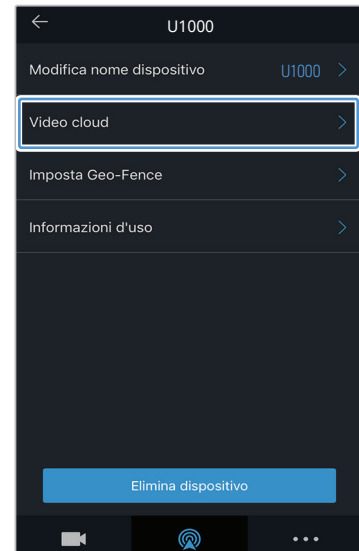 U1000
Modifica nome dispositivo U1000
Video cloud
Imposta Geo-Fence
Informazioni d'uso
Elimina dispositivo